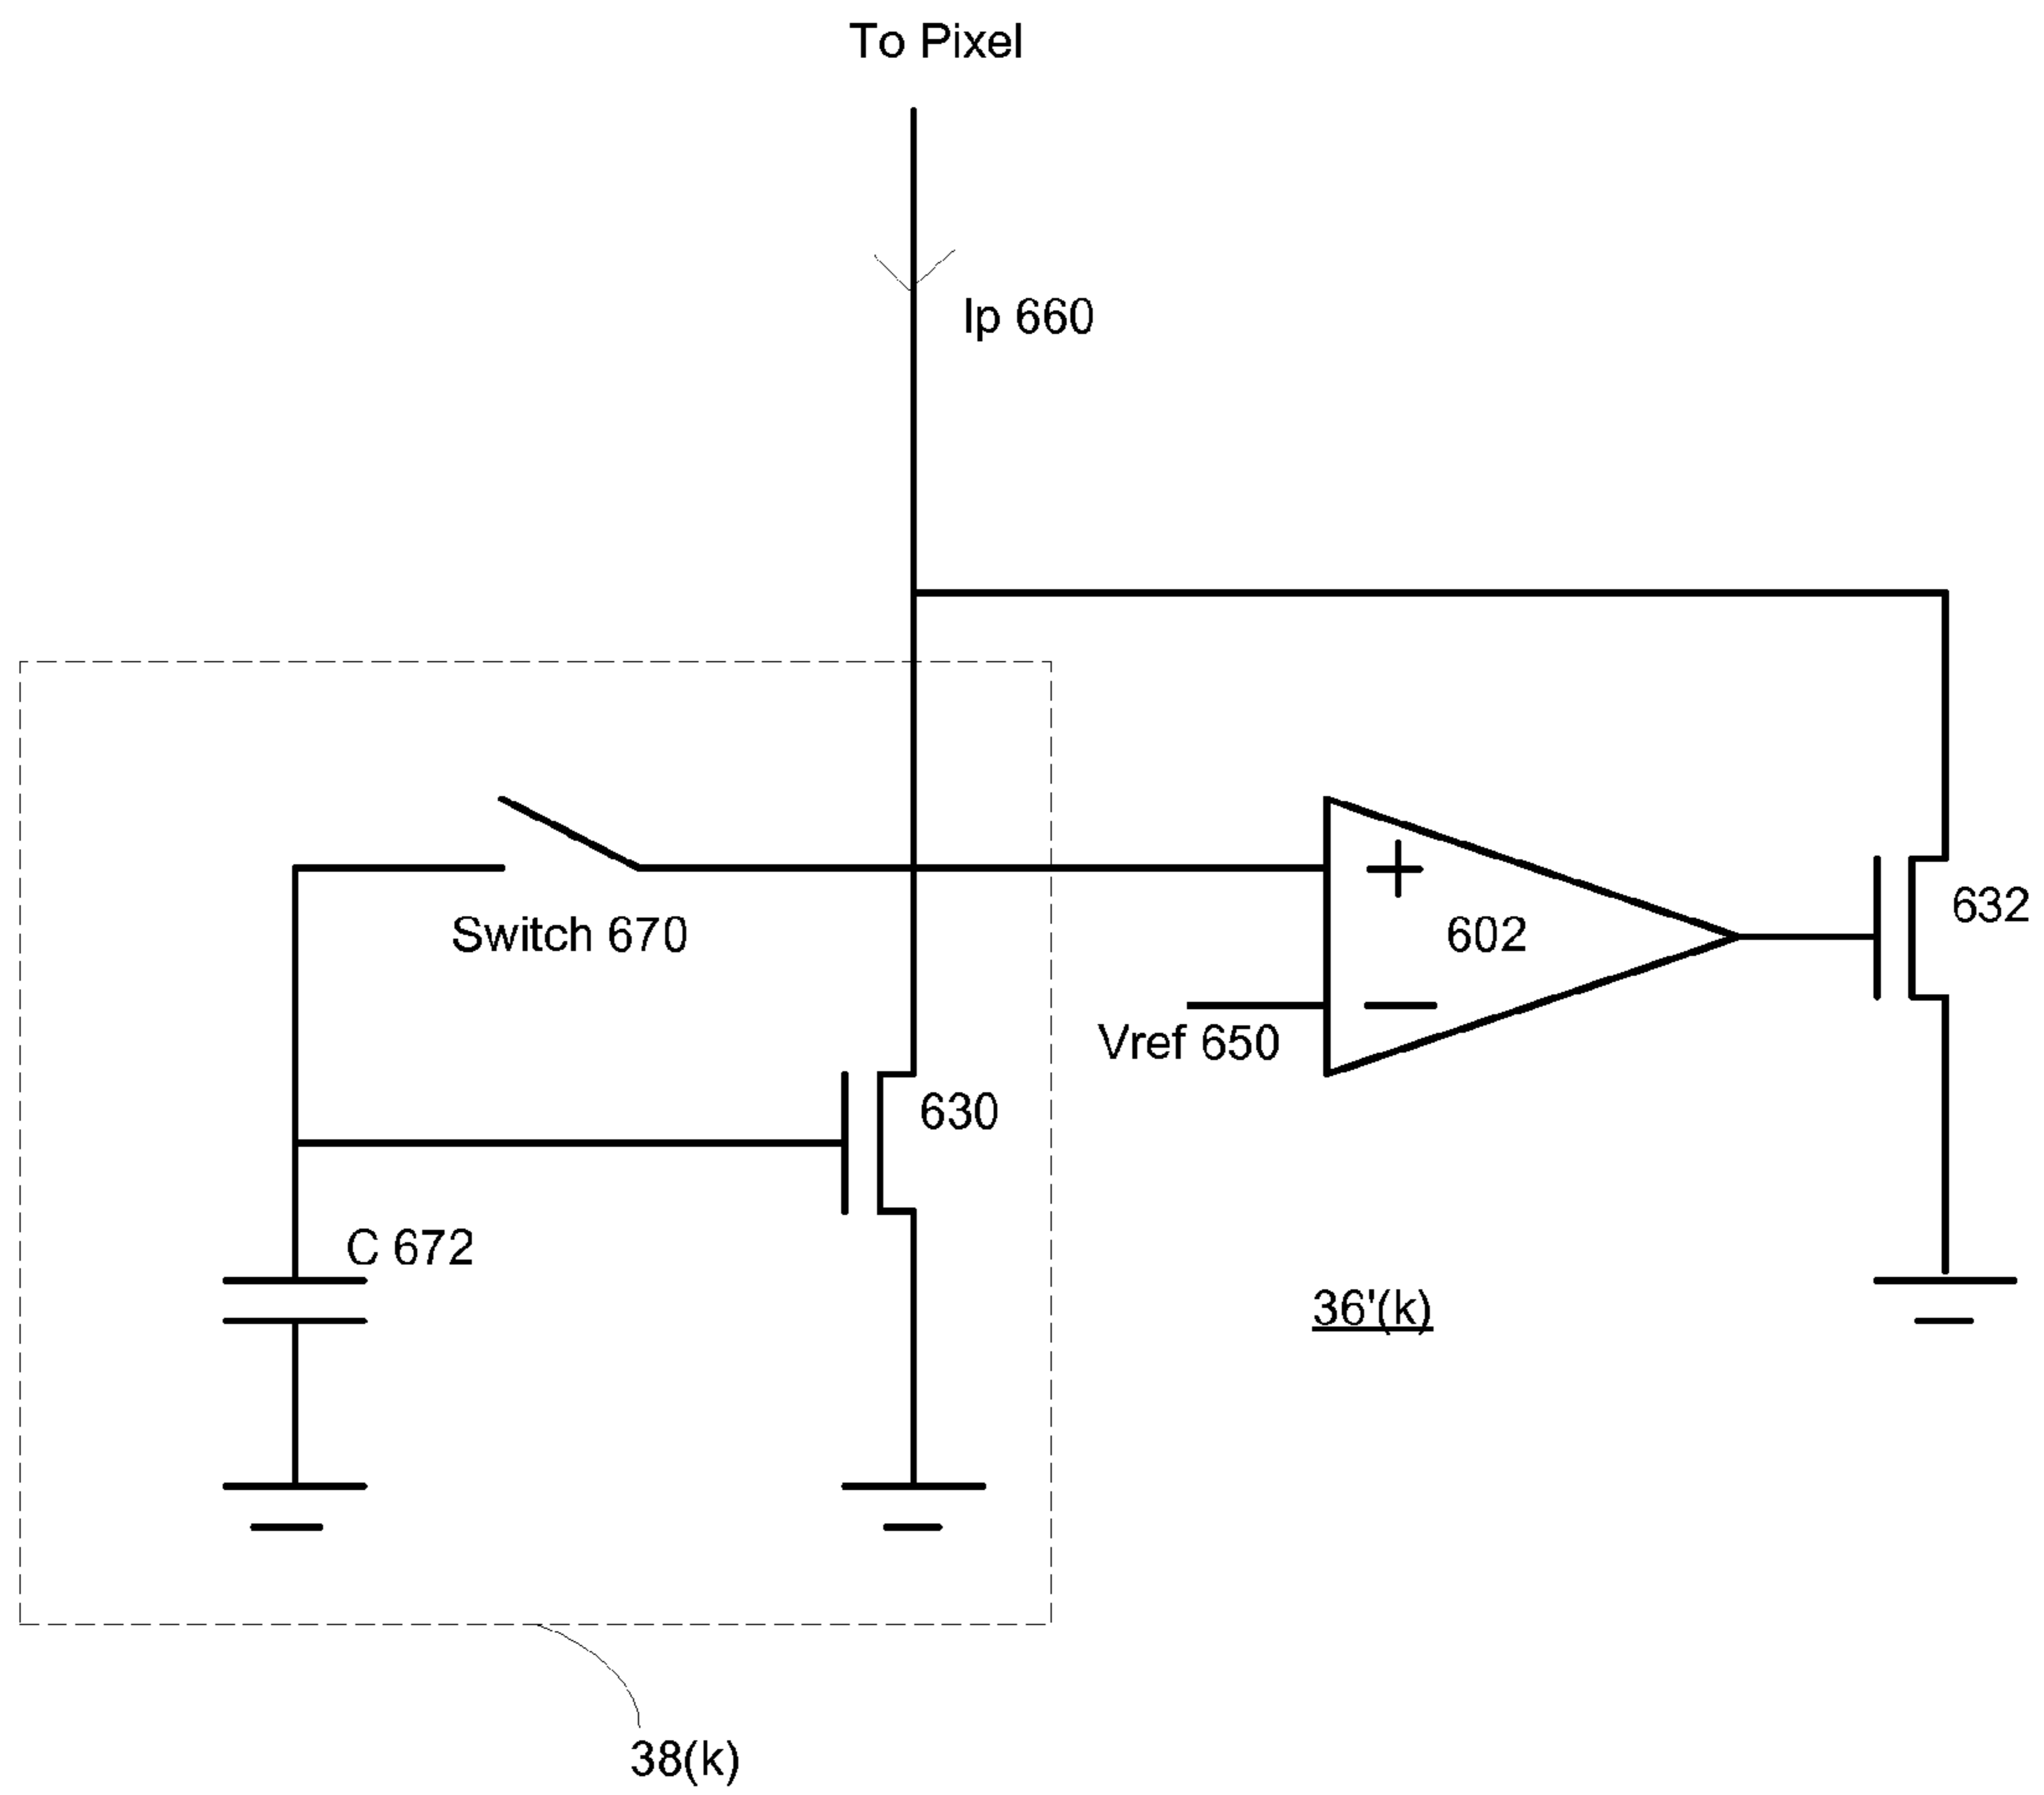 To Pixel
Ip 660
Switch 670
+
602
632
−
Vref 650
630
C 672
36'(k)
38(k)